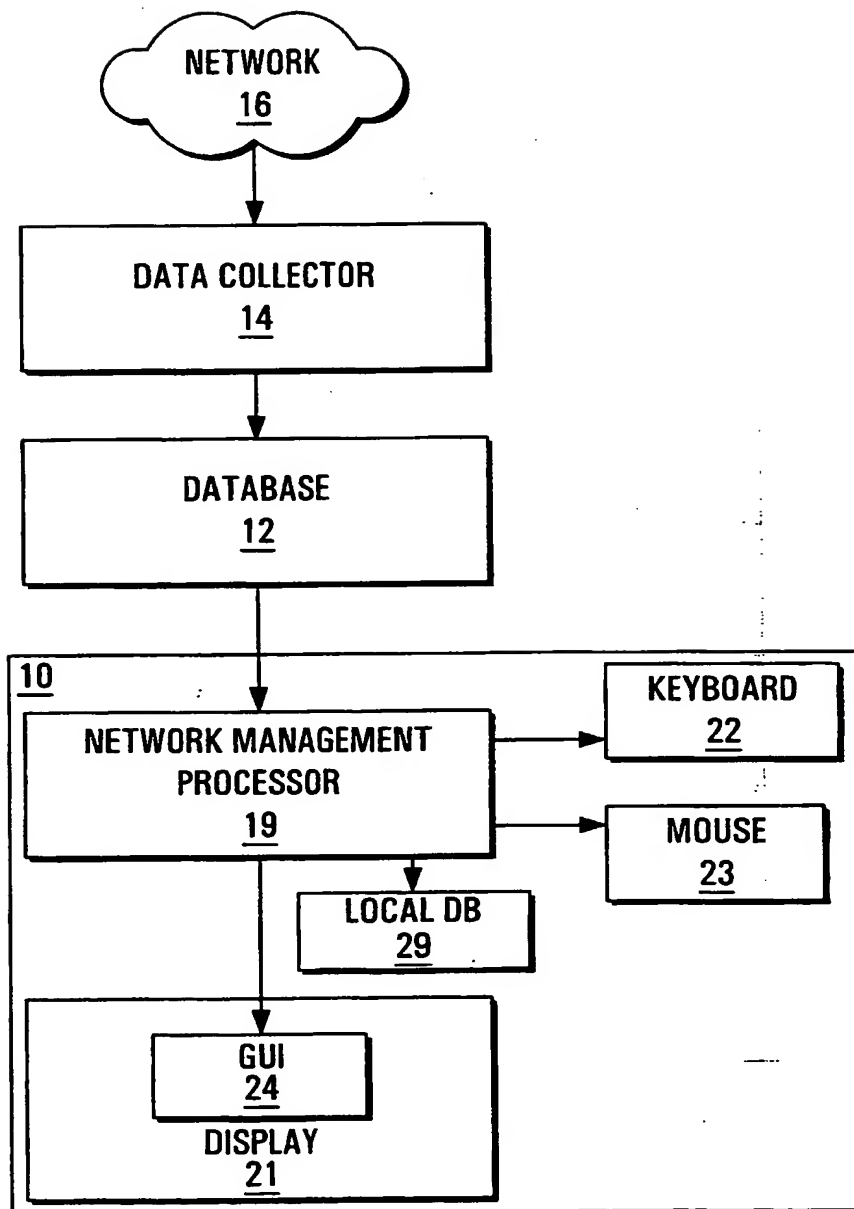 NETWORK
16
DATA COLLECTOR
14
DATABASE
12
10
KEYBOARD
22
NETWORK MANAGEMENT
PROCESSOR
19
MOUSE
23
LOCAL DB
29
GUI
24
DISPLAY
21